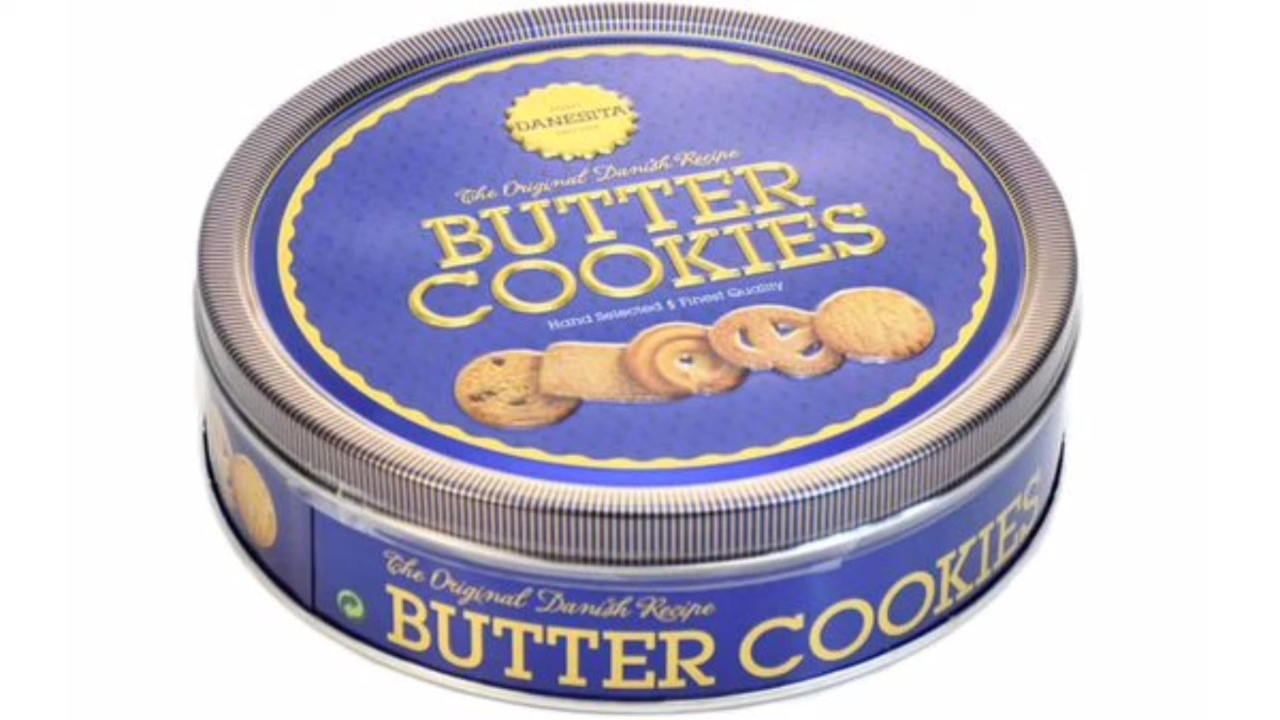 DANESITA
The Original Danish Recipe
BUTTER
COOKIES
Hand Selected & Finest Quality
The Original Danish Recipe
BUTTER COOKIES